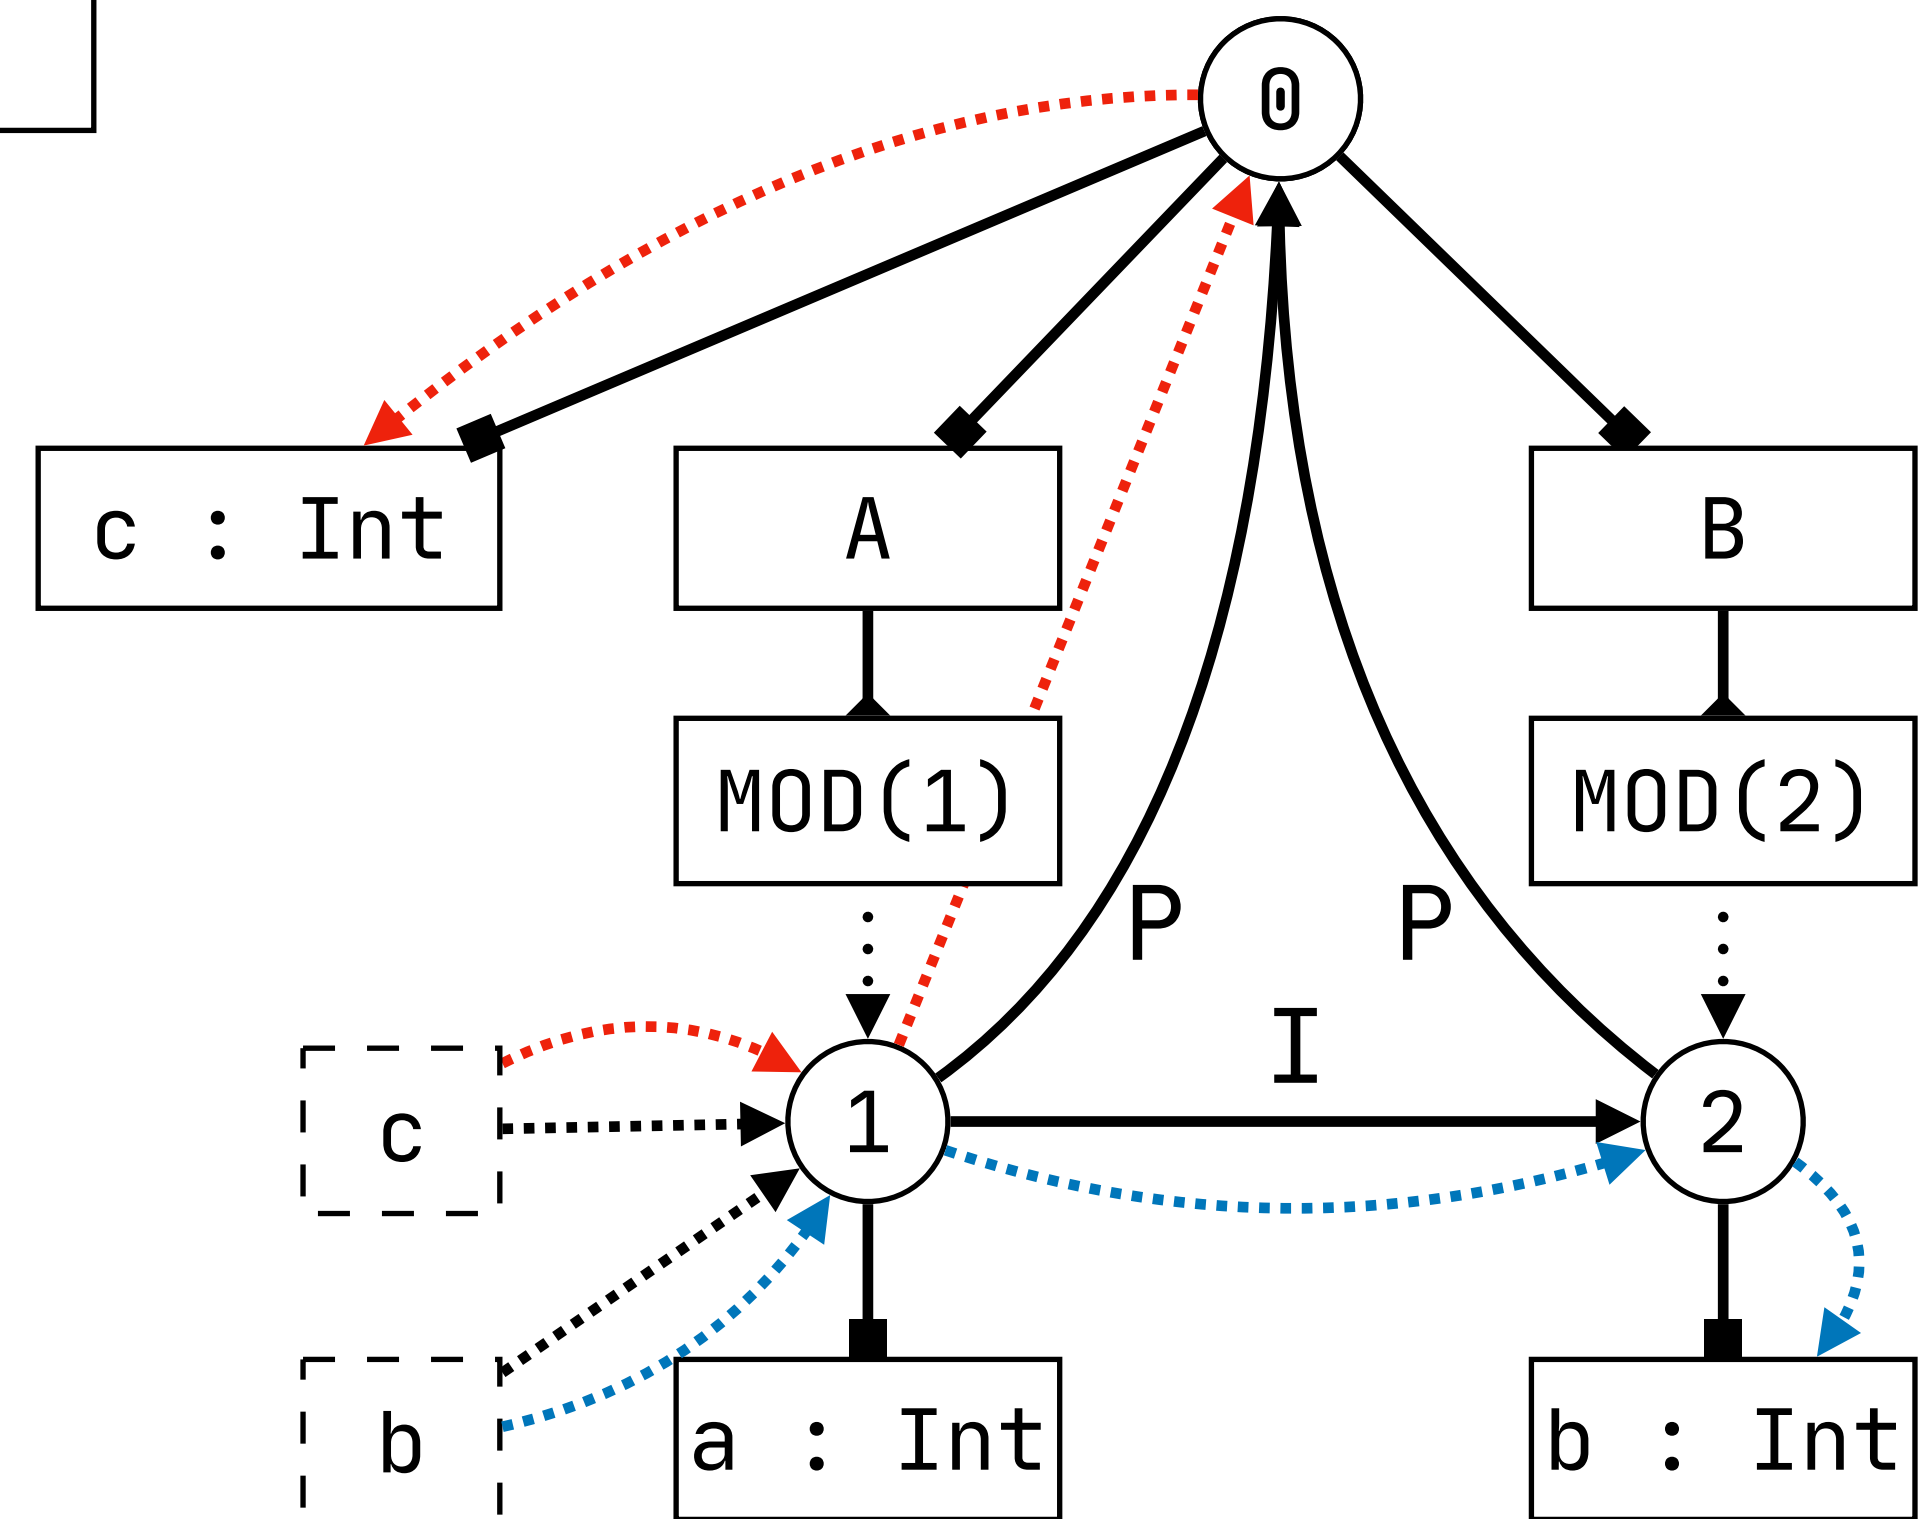 0
c : Int
A
B
MOD(1)
MOD(2)
P
P
I
c
1
2
b
a : Int
b : Int